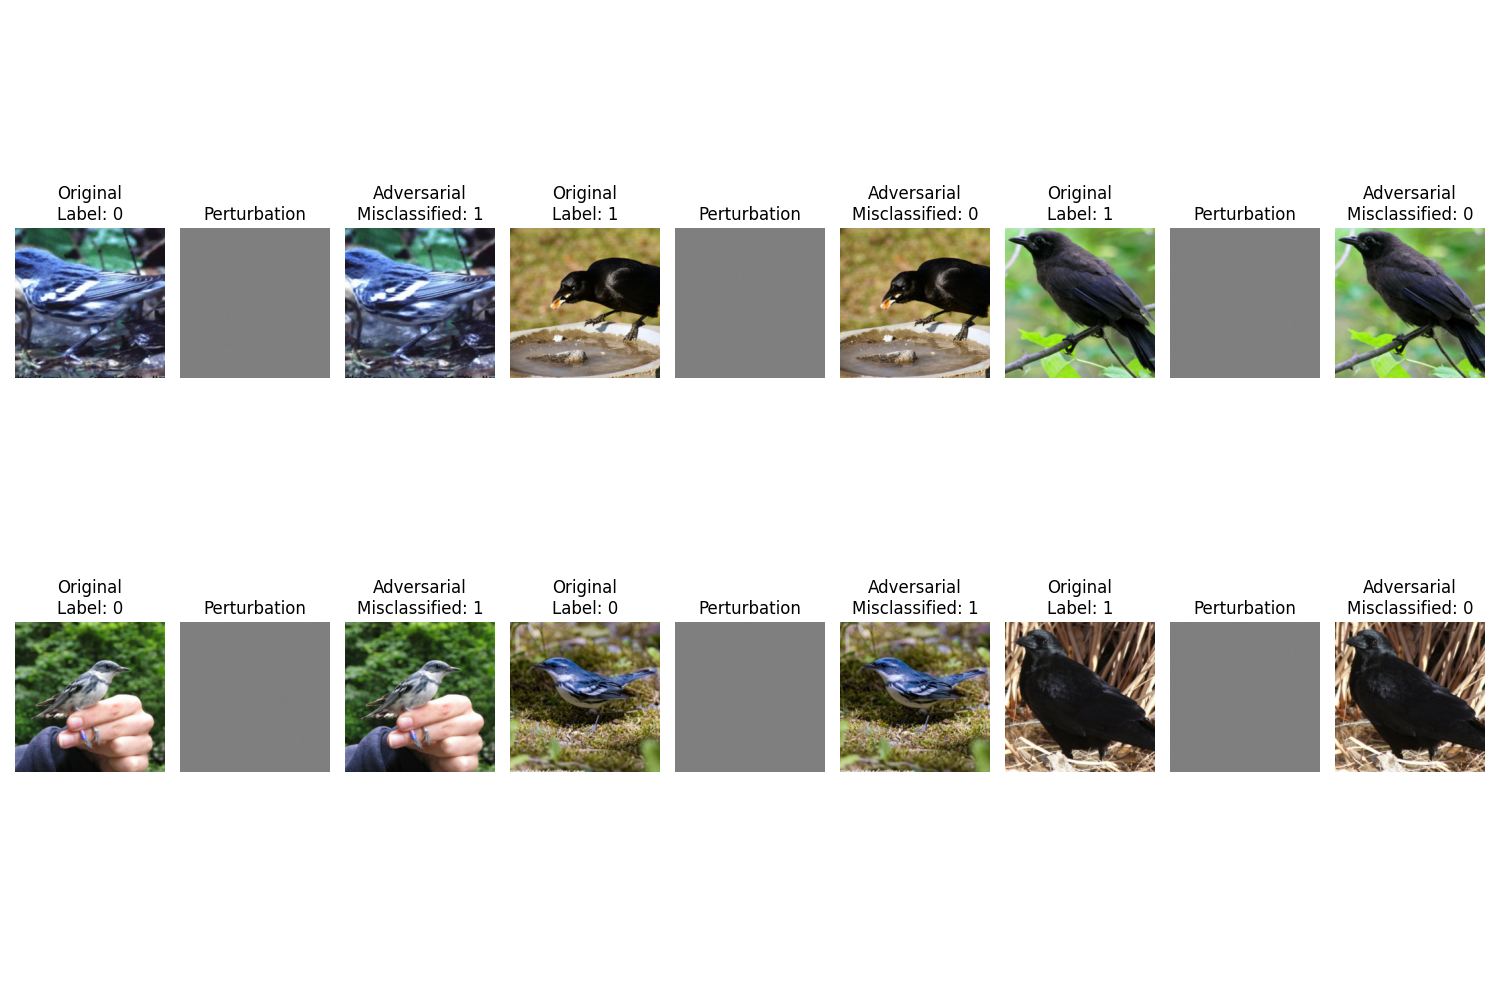 Original
Label: 0
Perturbation
Adversarial
Misclassified: 1
Original
Label: 1
Perturbation
Adversarial
Misclassified: 0
Original
Label: 1
Perturbation
Adversarial
Misclassified: 0
Original
Label: 0
Perturbation
Adversarial
Misclassified: 1
Original
Label: 0
Perturbation
Adversarial
Misclassified: 1
Original
Label: 1
Perturbation
Adversarial
Misclassified: 0